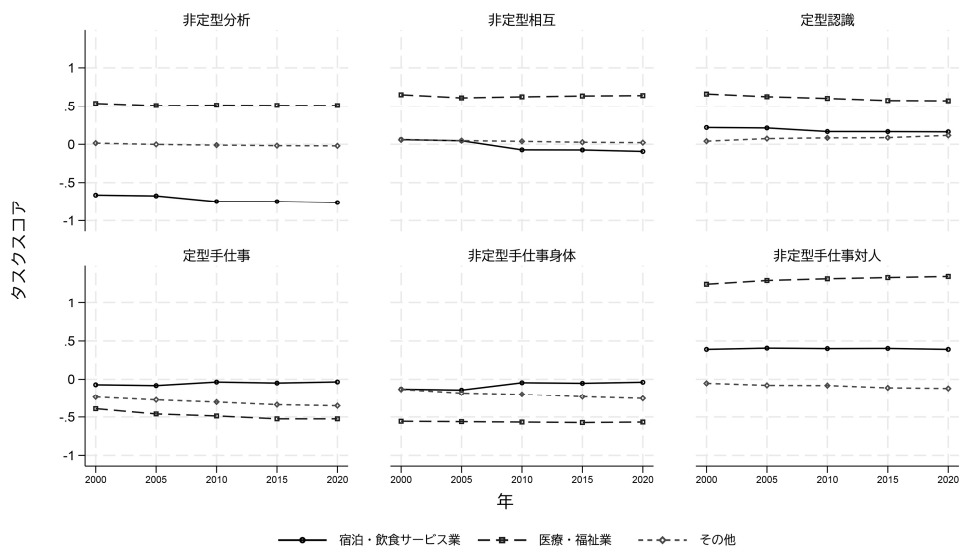 非定型分析 非定型相互 定型認識
1
.5
0
-.5
-1
定型手仕事 非定型手仕事身体 非定型手仕事対人
1
.5
0
-.5
-1
2000 2005 2010 2015 2020 2000 2005 2010 2015 2020 2000 2005 2010 2015 2020
タスクスコア
年
宿泊・飲食サービス業 医療・福祉業 その他